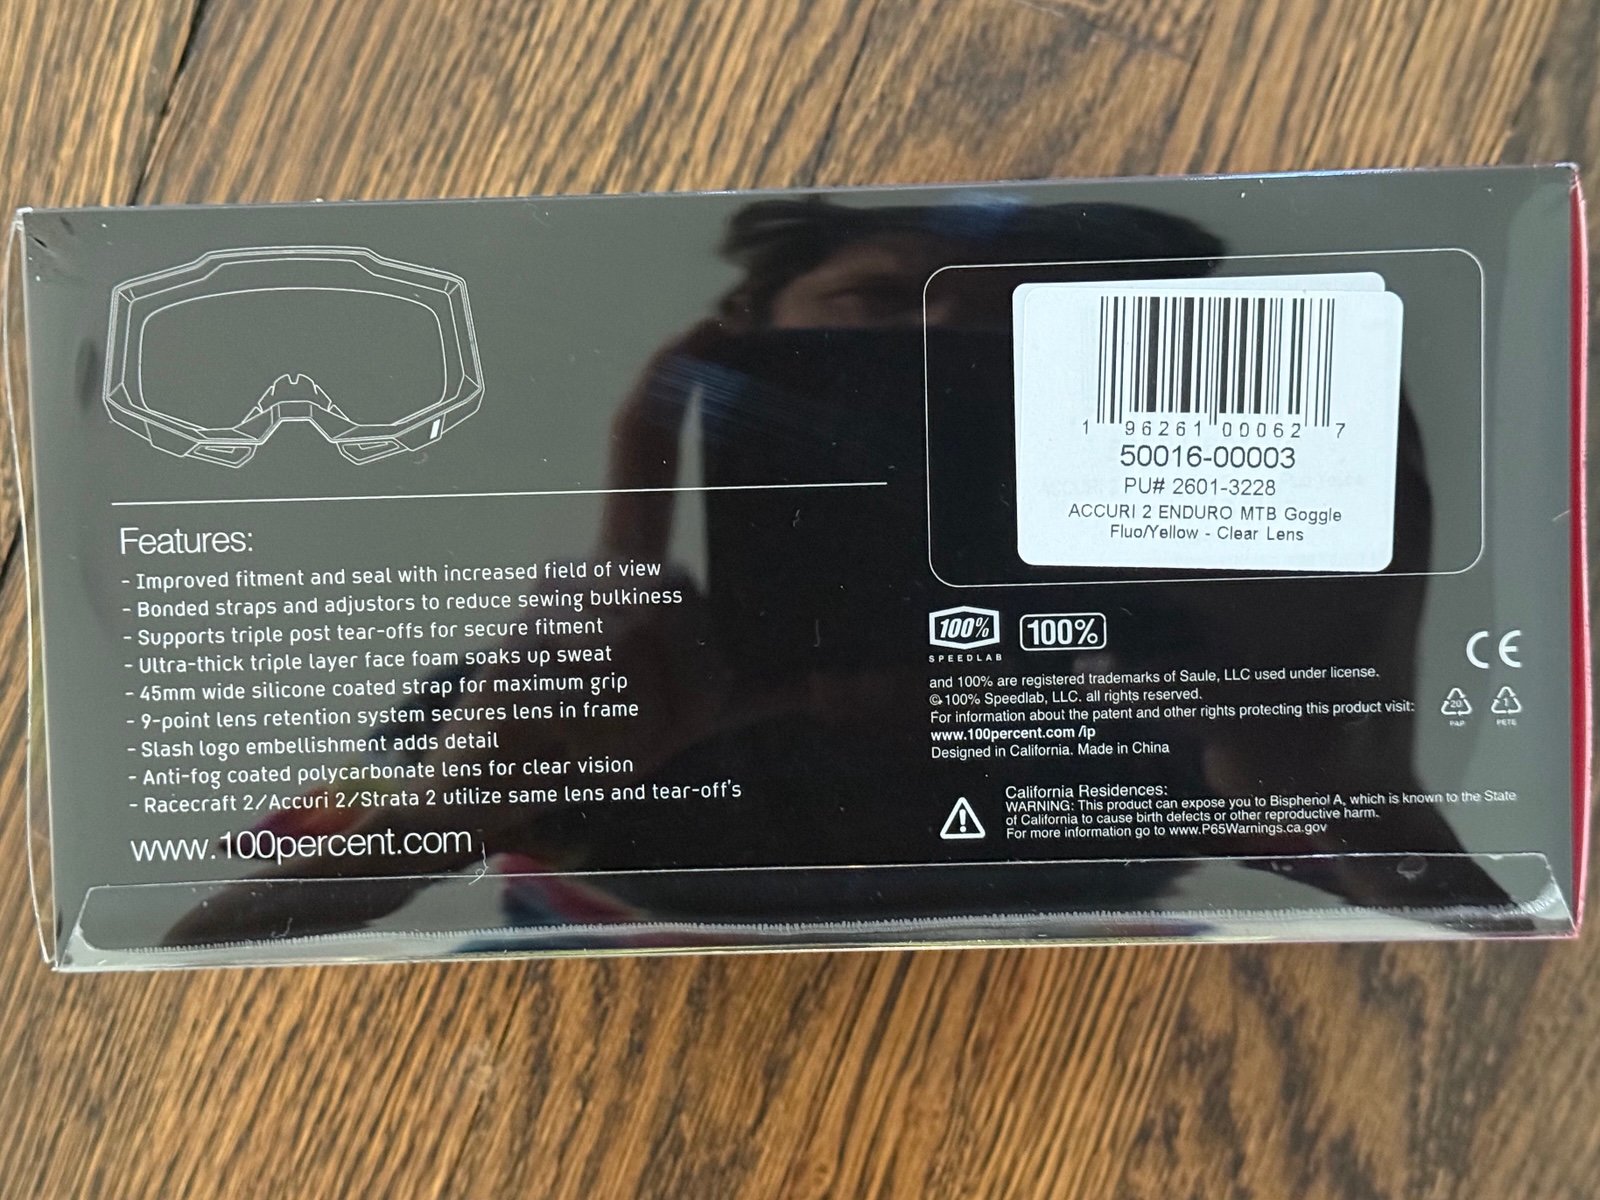 Features:
- Improved fitment and seal with increased field of view
- Bonded straps and adjustors to reduce sewing bulkiness
- Supports triple post tear-offs for secure fitment
- Ultra-thick triple layer face foam soaks up sweat
- 45mm wide silicone coated strap for maximum grip
- 9-point lens retention system secures lens in frame
- Slash logo embellishment adds detail
- Anti-fog coated polycarbonate lens for clear vision
- Racecraft 2/Accuri 2/Strata 2 utilize same lens and tear-off's
www.100percent.com
1 96261 00062 7
50016-00003
PU# 2601-3228
ACCURI 2 ENDURO MTB Goggle
Fluo/Yellow - Clear Lens
100%
SPEEDLAB
100%
and 100% are registered trademarks of Saule, LLC used under license.
© 100% Speedlab, LLC. all rights reserved.
For information about the patent and other rights protecting this product visit:
www.100percent.com /ip
Designed in California. Made in China
CE
20
PAP
1
PETE
California Residences:
WARNING: This product can expose you to Bisphenol A, which is known to the State
of California to cause birth defects or other reproductive harm.
For more information go to www.P65Warnings.ca.gov